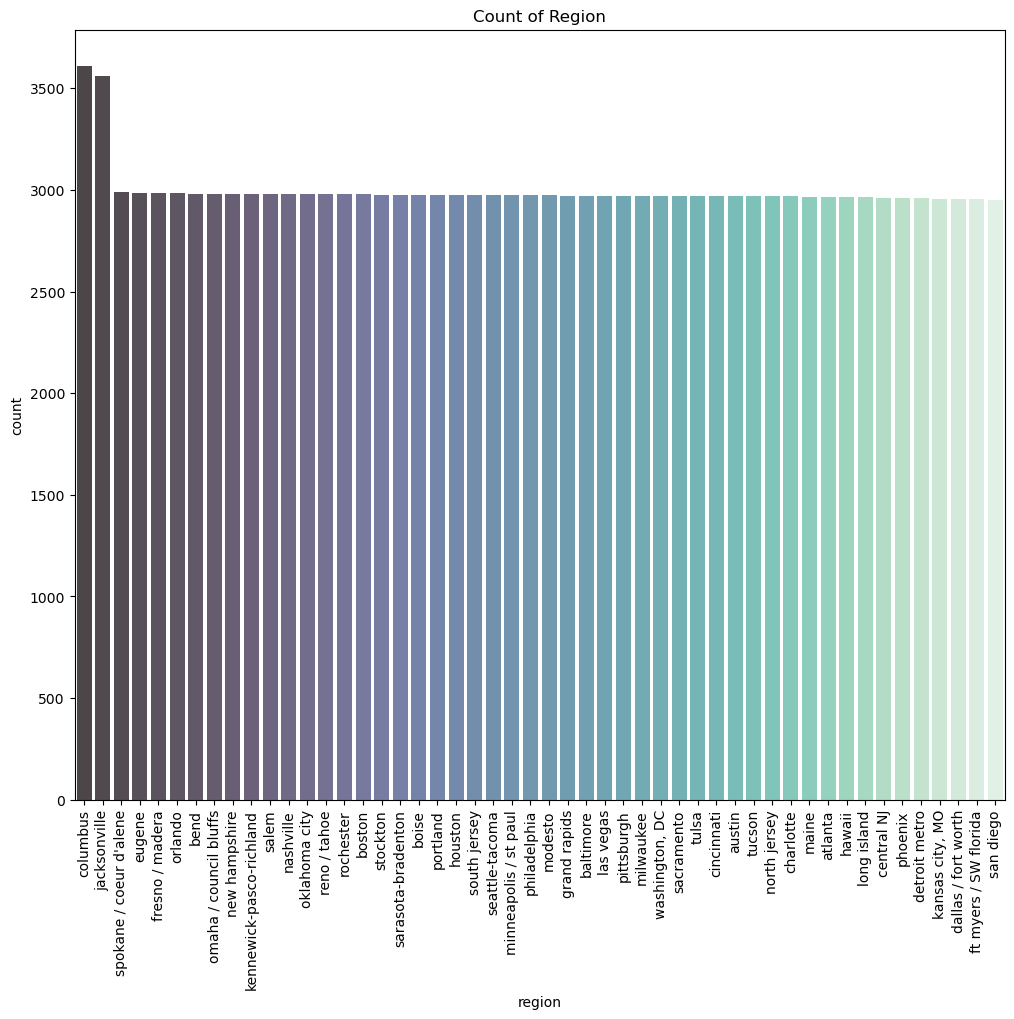 Count of Region
count
3500
3000
2500
2000
1500
1000
500
0
columbus
jacksonville
spokane / coeur d'alene
eugene
fresno / madera
orlando
bend
omaha / council bluffs
new hampshire
kennewick-pasco-richland
salem
nashville
oklahoma city
reno / tahoe
rochester
boston
stockton
sarasota-bradenton
boise
portland
houston
south jersey
seattle-tacoma
minneapolis / st paul
philadelphia
modesto
grand rapids
baltimore
las vegas
pittsburgh
milwaukee
washington, DC
sacramento
tulsa
cincinnati
austin
tucson
north jersey
charlotte
maine
atlanta
hawaii
long island
central NJ
phoenix
detroit metro
kansas city, MO
dallas / fort worth
ft myers / SW florida
san diego
region